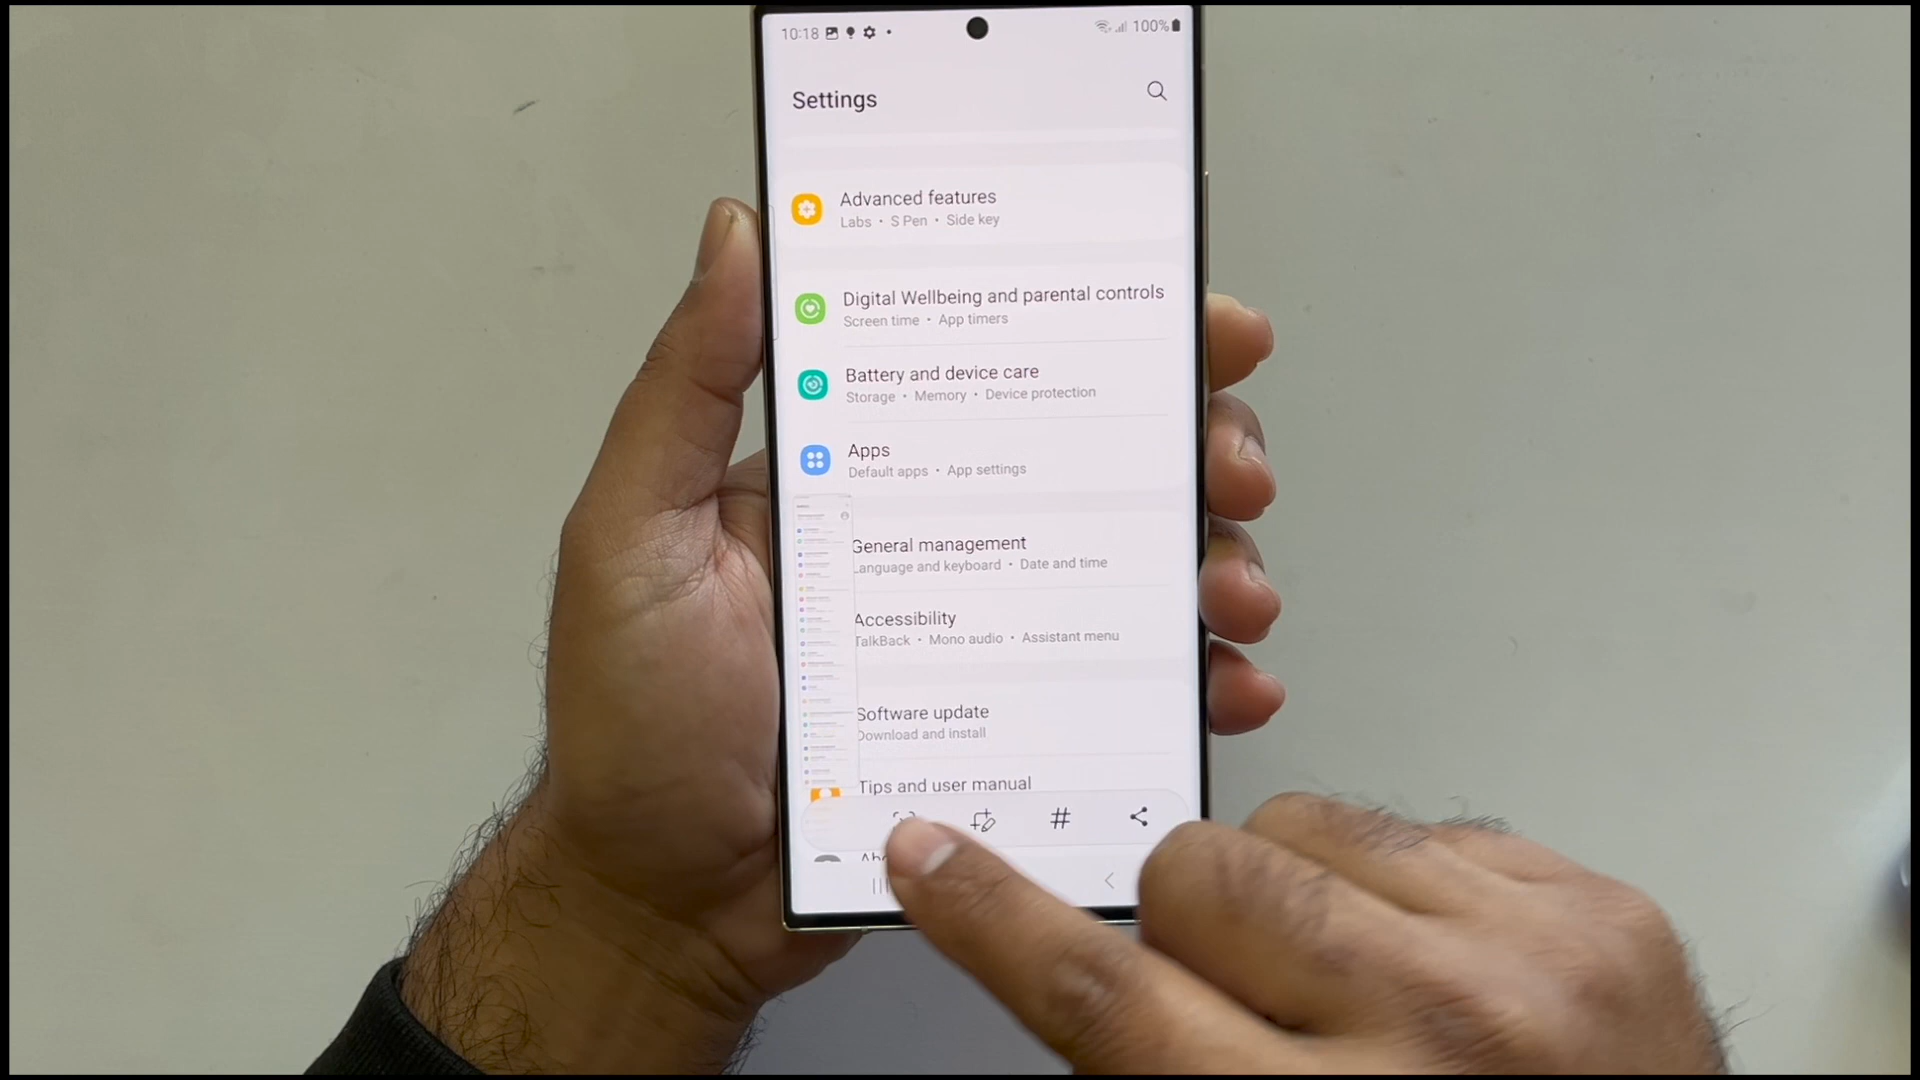 10:18
100%
Settings
Advanced features
Labs • S Pen • Side key
Digital Wellbeing and parental controls
Screen time • App timers
Battery and device care
Storage • Memory • Device protection
Apps
Default apps • App settings
General management
Language and keyboard • Date and time
Accessibility
TalkBack • Mono audio • Assistant menu
Software update
Download and install
Tips and user manual